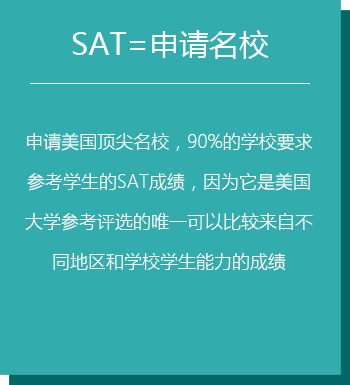 SAT=申请名校
申请美国顶尖名校，90%的学校要求
参考学生的SAT成绩，因为它是美国
大学参考评选的唯一可以比较来自不
同地区和学校学生能力的成绩